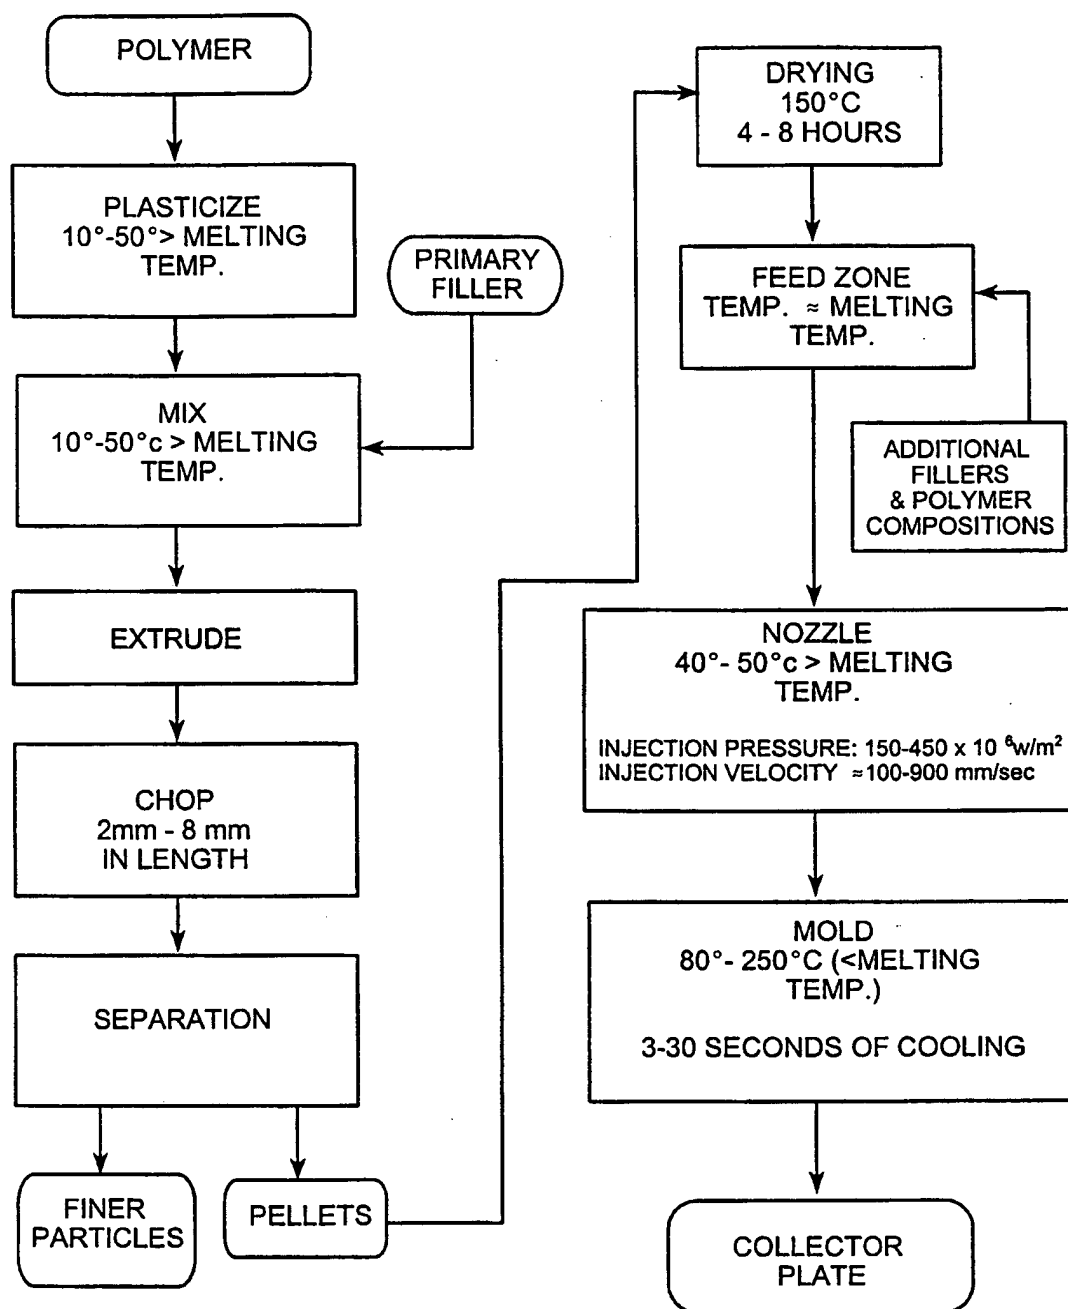 POLYMER
PLASTICIZE
10°-50°> MELTING
TEMP.
PRIMARY
FILLER
MIX
10°-50°c > MELTING
TEMP.
EXTRUDE
CHOP
2mm - 8 mm
IN LENGTH
SEPARATION
FINER
PARTICLES
PELLETS
DRYING
150°C
4 - 8 HOURS
FEED ZONE
TEMP. ≈ MELTING
TEMP.
ADDITIONAL
FILLERS
& POLYMER
COMPOSITIONS
NOZZLE
40°- 50°c > MELTING
TEMP.
INJECTION PRESSURE: 150-450 x 10 ⁶w/m²
INJECTION VELOCITY ≈100-900 mm/sec
MOLD
80°- 250°C (<MELTING
TEMP.)
3-30 SECONDS OF COOLING
COLLECTOR
PLATE